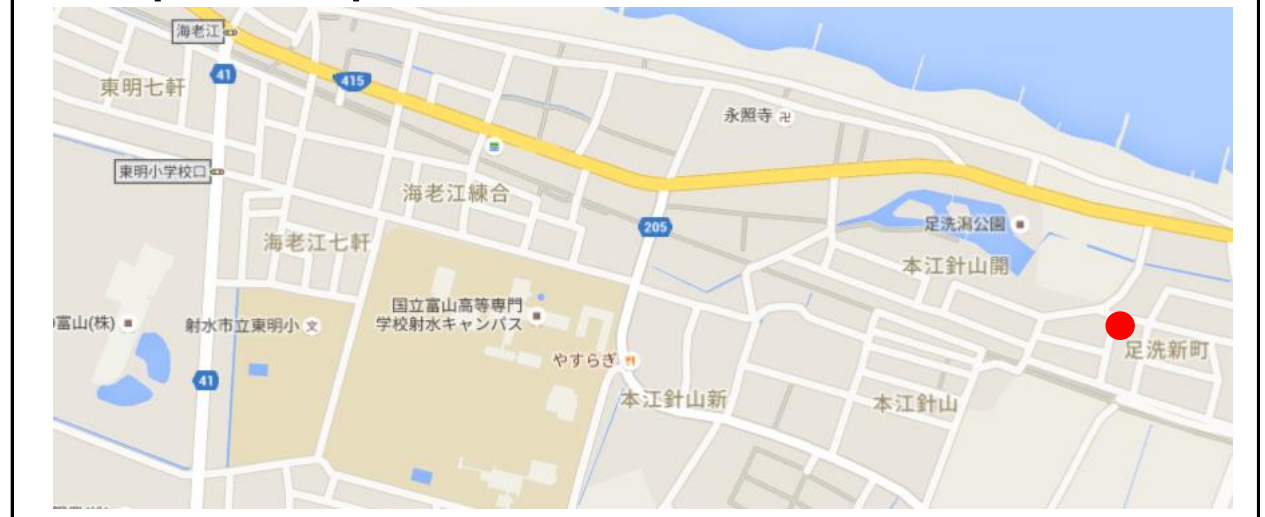 海老江
41
415
東明七軒
永照寺
東明小学校口
海老江練合
205
足洗潟公園
海老江七軒
本江針山開
国立富山高等専門
学校射水キャンパス
富山(株)
射水市立東明小
文
足洗新町
やすらぎ
41
本江針山新
本江針山